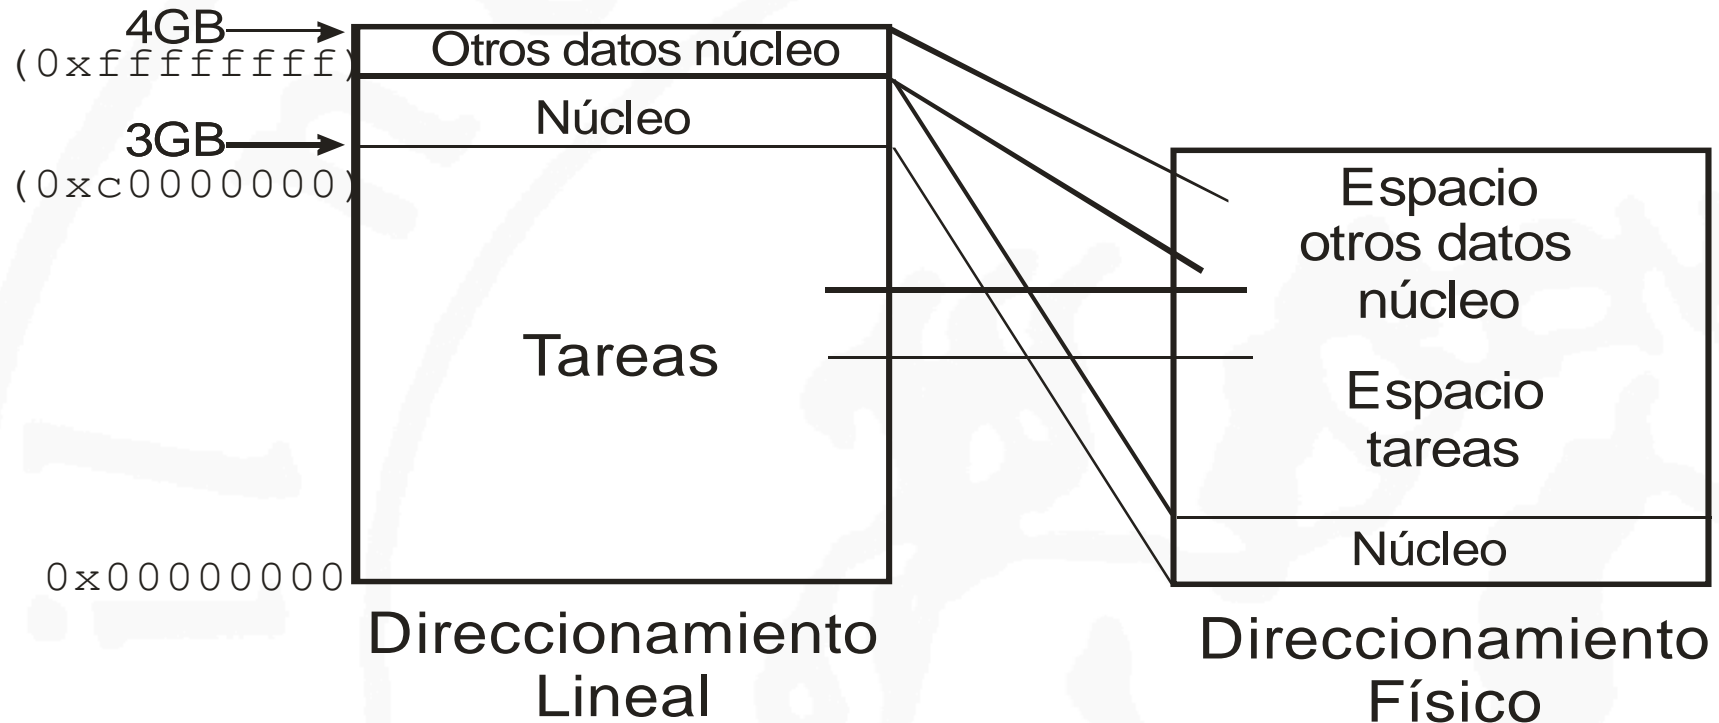 4GB
(0xffffffff)
Otros datos núcleo
Núcleo
3GB
(0xc0000000)
Tareas
0x00000000
Direccionamiento
Lineal
Espacio
otros datos
núcleo
Espacio
tareas
Núcleo
Direccionamiento
Físico